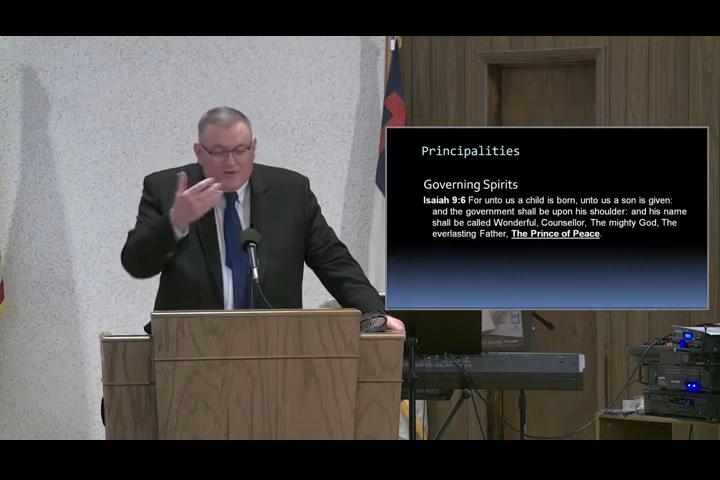 Principalities
Governing Spirits
Isaiah 9:6 For unto us a child is born, unto us a son is given:
and the government shall be upon his shoulder: and his name
shall be called Wonderful, Counsellor, The mighty God, The
everlasting Father, The Prince of Peace.